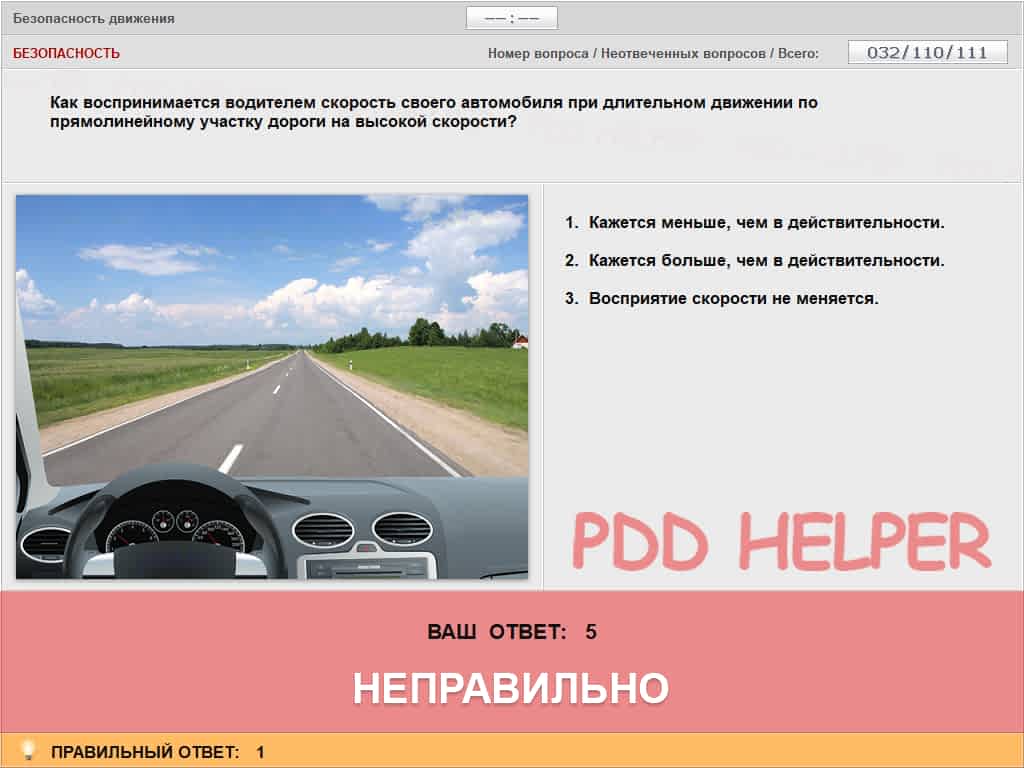 Безопасность движения
—— : ——
БЕЗОПАСНОСТЬ
Номер вопроса / Неотвеченных вопросов / Всего: 032/110/111
Как воспринимается водителем скорость своего автомобиля при длительном движении по
прямолинейному участку дороги на высокой скорости?
1. Кажется меньше, чем в действительности.
2. Кажется больше, чем в действительности.
3. Восприятие скорости не меняется.
PDD HELPER
ВАШ ОТВЕТ: 5
НЕПРАВИЛЬНО
ПРАВИЛЬНЫЙ ОТВЕТ: 1